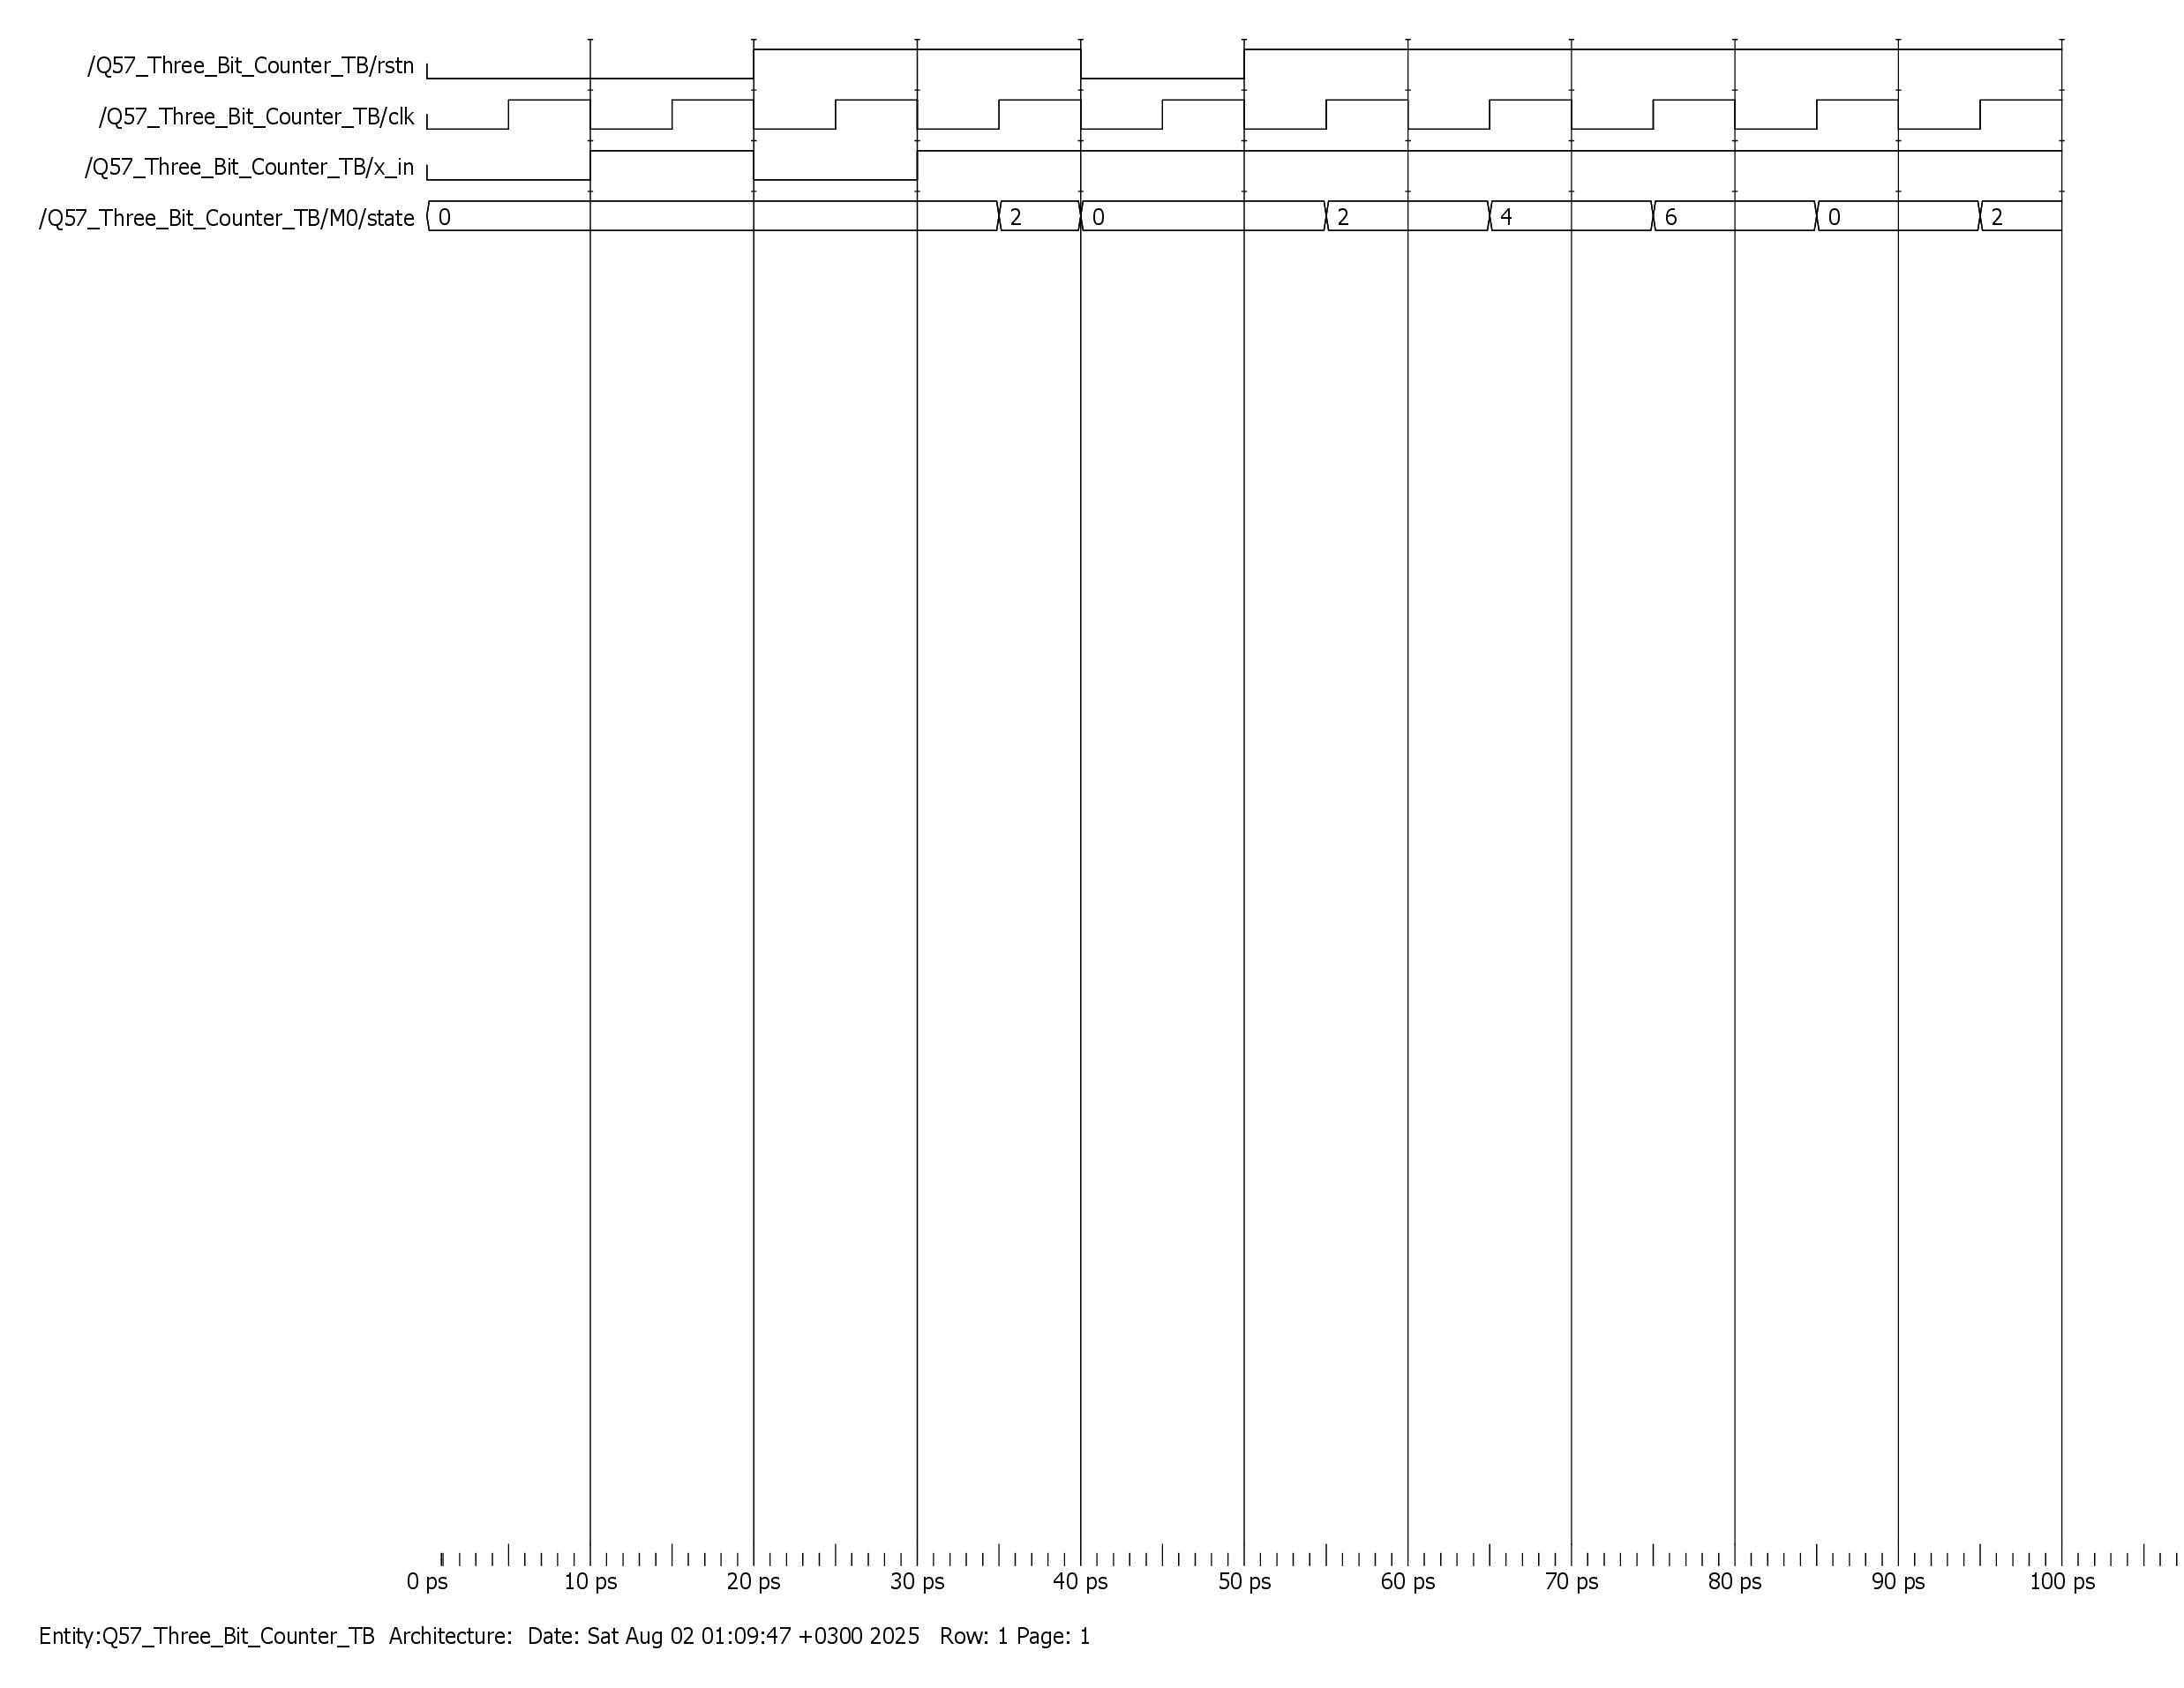 /Q57_Three_Bit_Counter_TB/rstn
/Q57_Three_Bit_Counter_TB/clk
/Q57_Three_Bit_Counter_TB/x_in
/Q57_Three_Bit_Counter_TB/M0/state 0 2 0 2 4 6 0 2
0 ps 10 ps 20 ps 30 ps 40 ps 50 ps 60 ps 70 ps 80 ps 90 ps 100 ps
Entity:Q57_Three_Bit_Counter_TB Architecture: Date: Sat Aug 02 01:09:47 +0300 2025 Row: 1 Page: 1